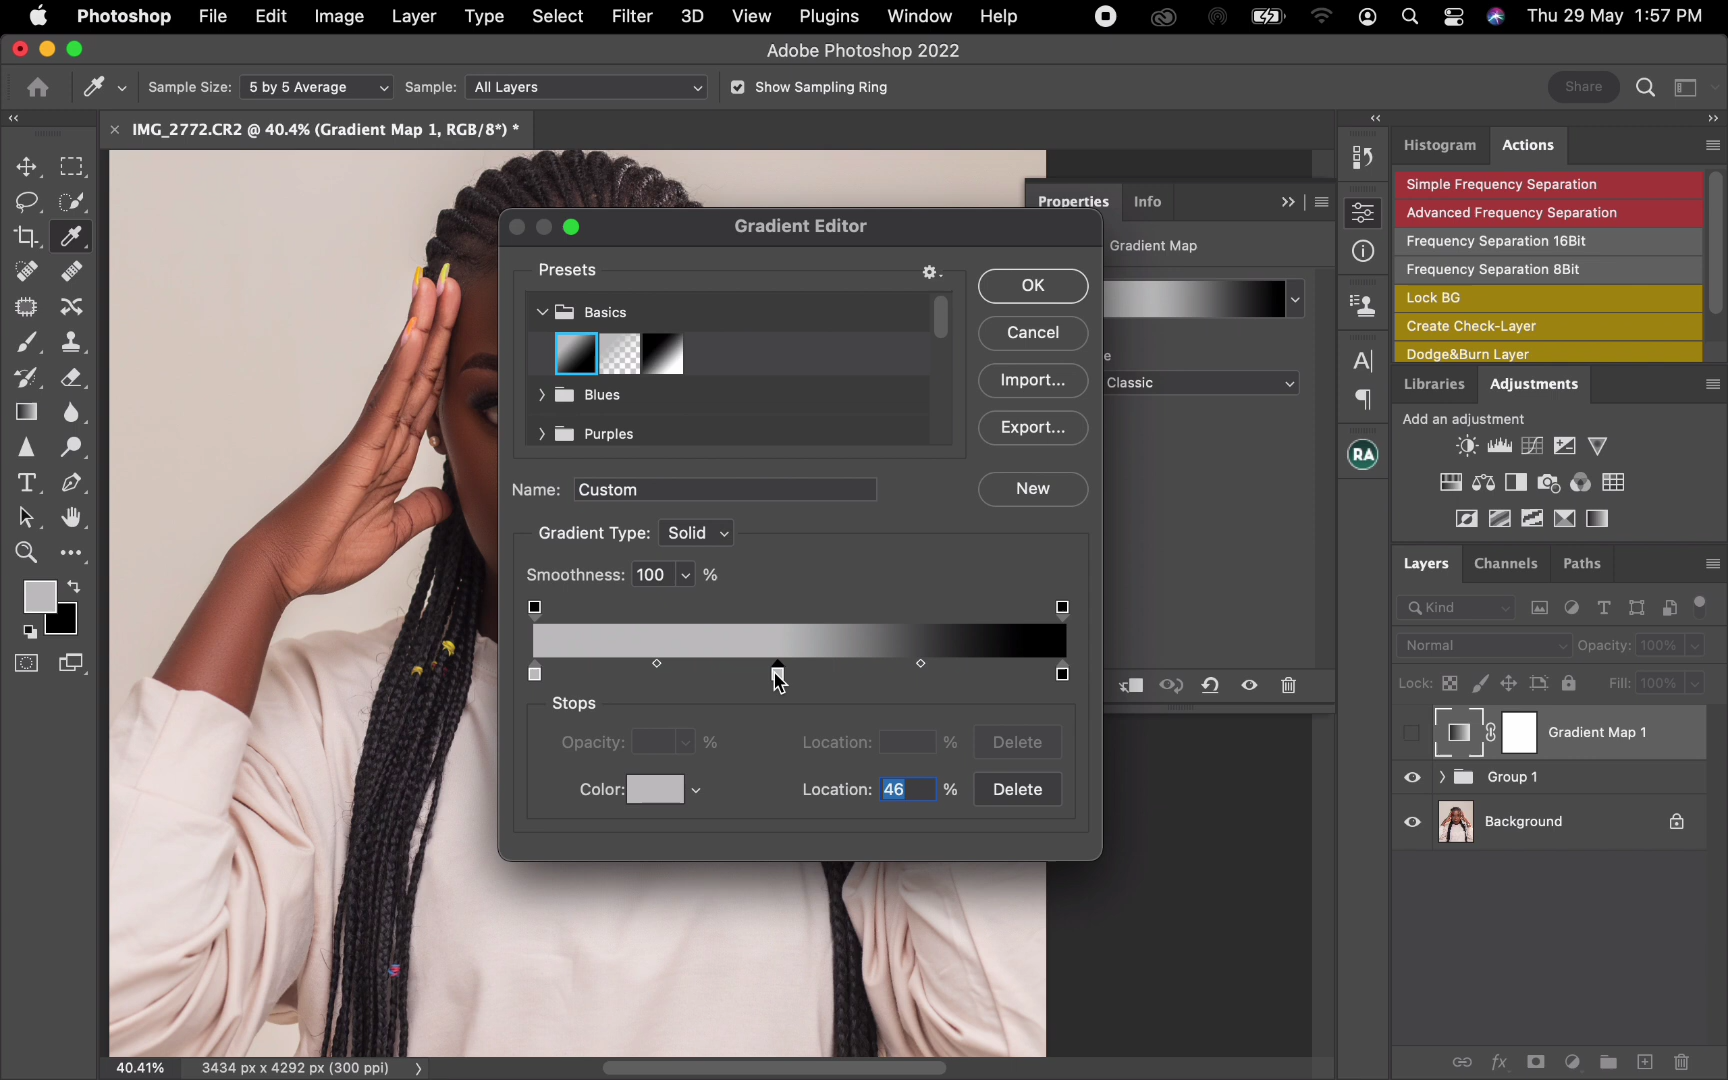 Photoshop File Edit Image Layer Type Select Filter 3D View Plugins Window Help Thu 29 May 1:57 PM
Adobe Photoshop 2022
Sample Size: 5 by 5 Average Sample: All Layers Show Sampling Ring Share
IMG_2772.CR2 @ 40.4% (Gradient Map 1, RGB/8*) *
Histogram Actions
Simple Frequency Separation
Advanced Frequency Separation
Frequency Separation 16Bit
Frequency Separation 8Bit
Lock BG
Create Check-Layer
Dodge&Burn Layer
Properties Info
Gradient Map
Classic
Gradient Editor
Presets
Basics
Blues
Purples
OK
Cancel
Import...
Export...
Name: Custom
New
Gradient Type: Solid
Smoothness: 100 %
Stops
Opacity: % Location: % Delete
Color: Location: 46 % Delete
Libraries Adjustments
Add an adjustment
RA
Layers Channels Paths
Kind
Normal Opacity: 100%
Lock: Fill: 100%
Gradient Map 1
Group 1
Background
fx
40.41% 3434 px x 4292 px (300 ppi)